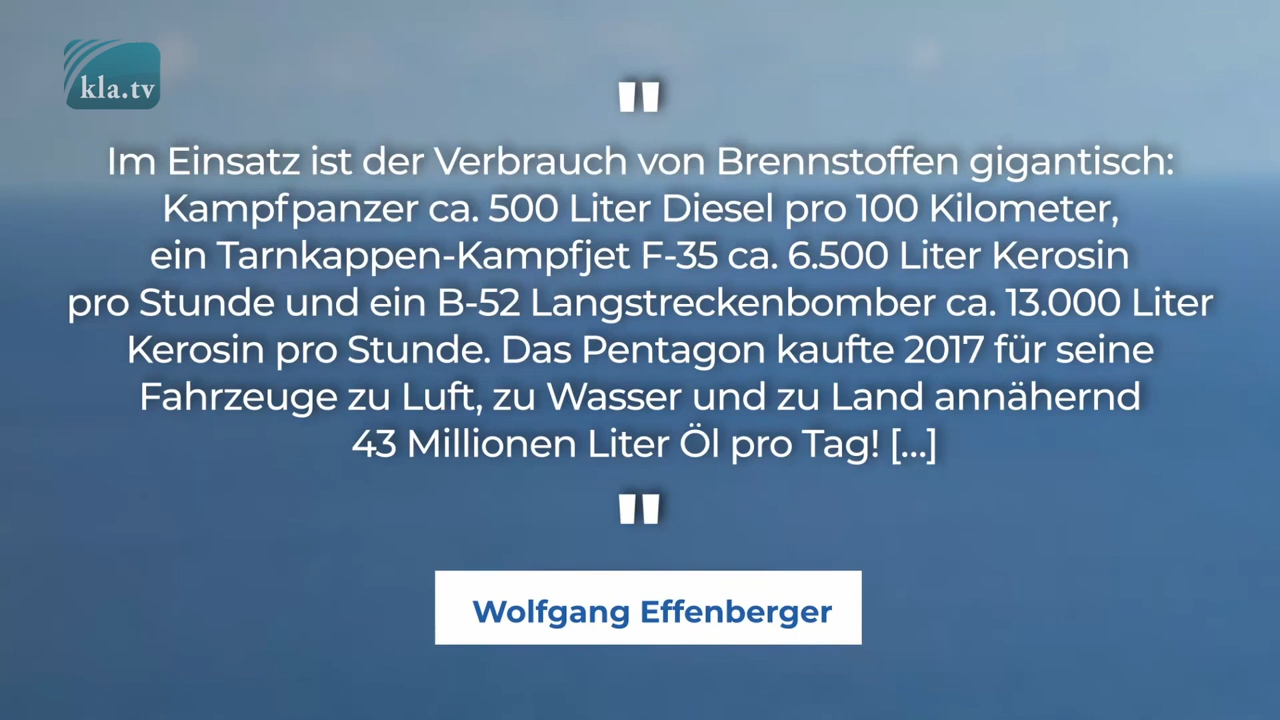 kla.tv
"
Im Einsatz ist der Verbrauch von Brennstoffen gigantisch:
Kampfpanzer ca. 500 Liter Diesel pro 100 Kilometer,
ein Tarnkappen-Kampfjet F-35 ca. 6.500 Liter Kerosin
pro Stunde und ein B-52 Langstreckenbomber ca. 13.000 Liter
Kerosin pro Stunde. Das Pentagon kaufte 2017 für seine
Fahrzeuge zu Luft, zu Wasser und zu Land annähernd
43 Millionen Liter Öl pro Tag! [...]
"
Wolfgang Effenberger